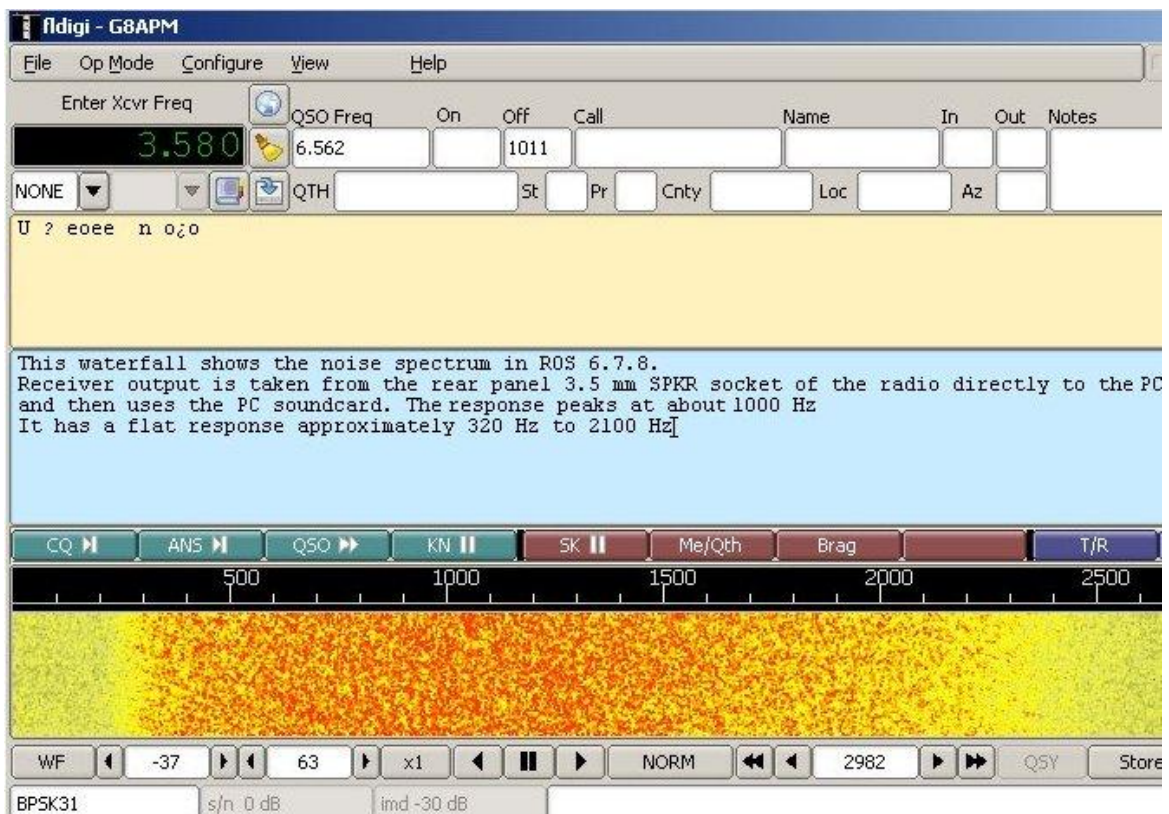 fldigi - G8APM
File Op Mode Configure View Help
Enter Xcvr Freq
QSO Freq On Off Call Name In Out Notes
3.580 6.562 1011
NONE QTH St Pr Cnty Loc Az
U ? eoee n o¿o
This waterfall shows the noise spectrum in ROS 6.7.8.
Receiver output is taken from the rear panel 3.5 mm SPKR socket of the radio directly to the PC
and then uses the PC soundcard. The response peaks at about 1000 Hz
It has a flat response approximately 320 Hz to 2100 Hz
CQ ANS QSO KN SK Me/Qth Brag T/R
500 1000 1500 2000 2500
WF -37 63 x1 NORM 2982 QSY Store
BPSK31 s/n 0 dB imd -30 dB